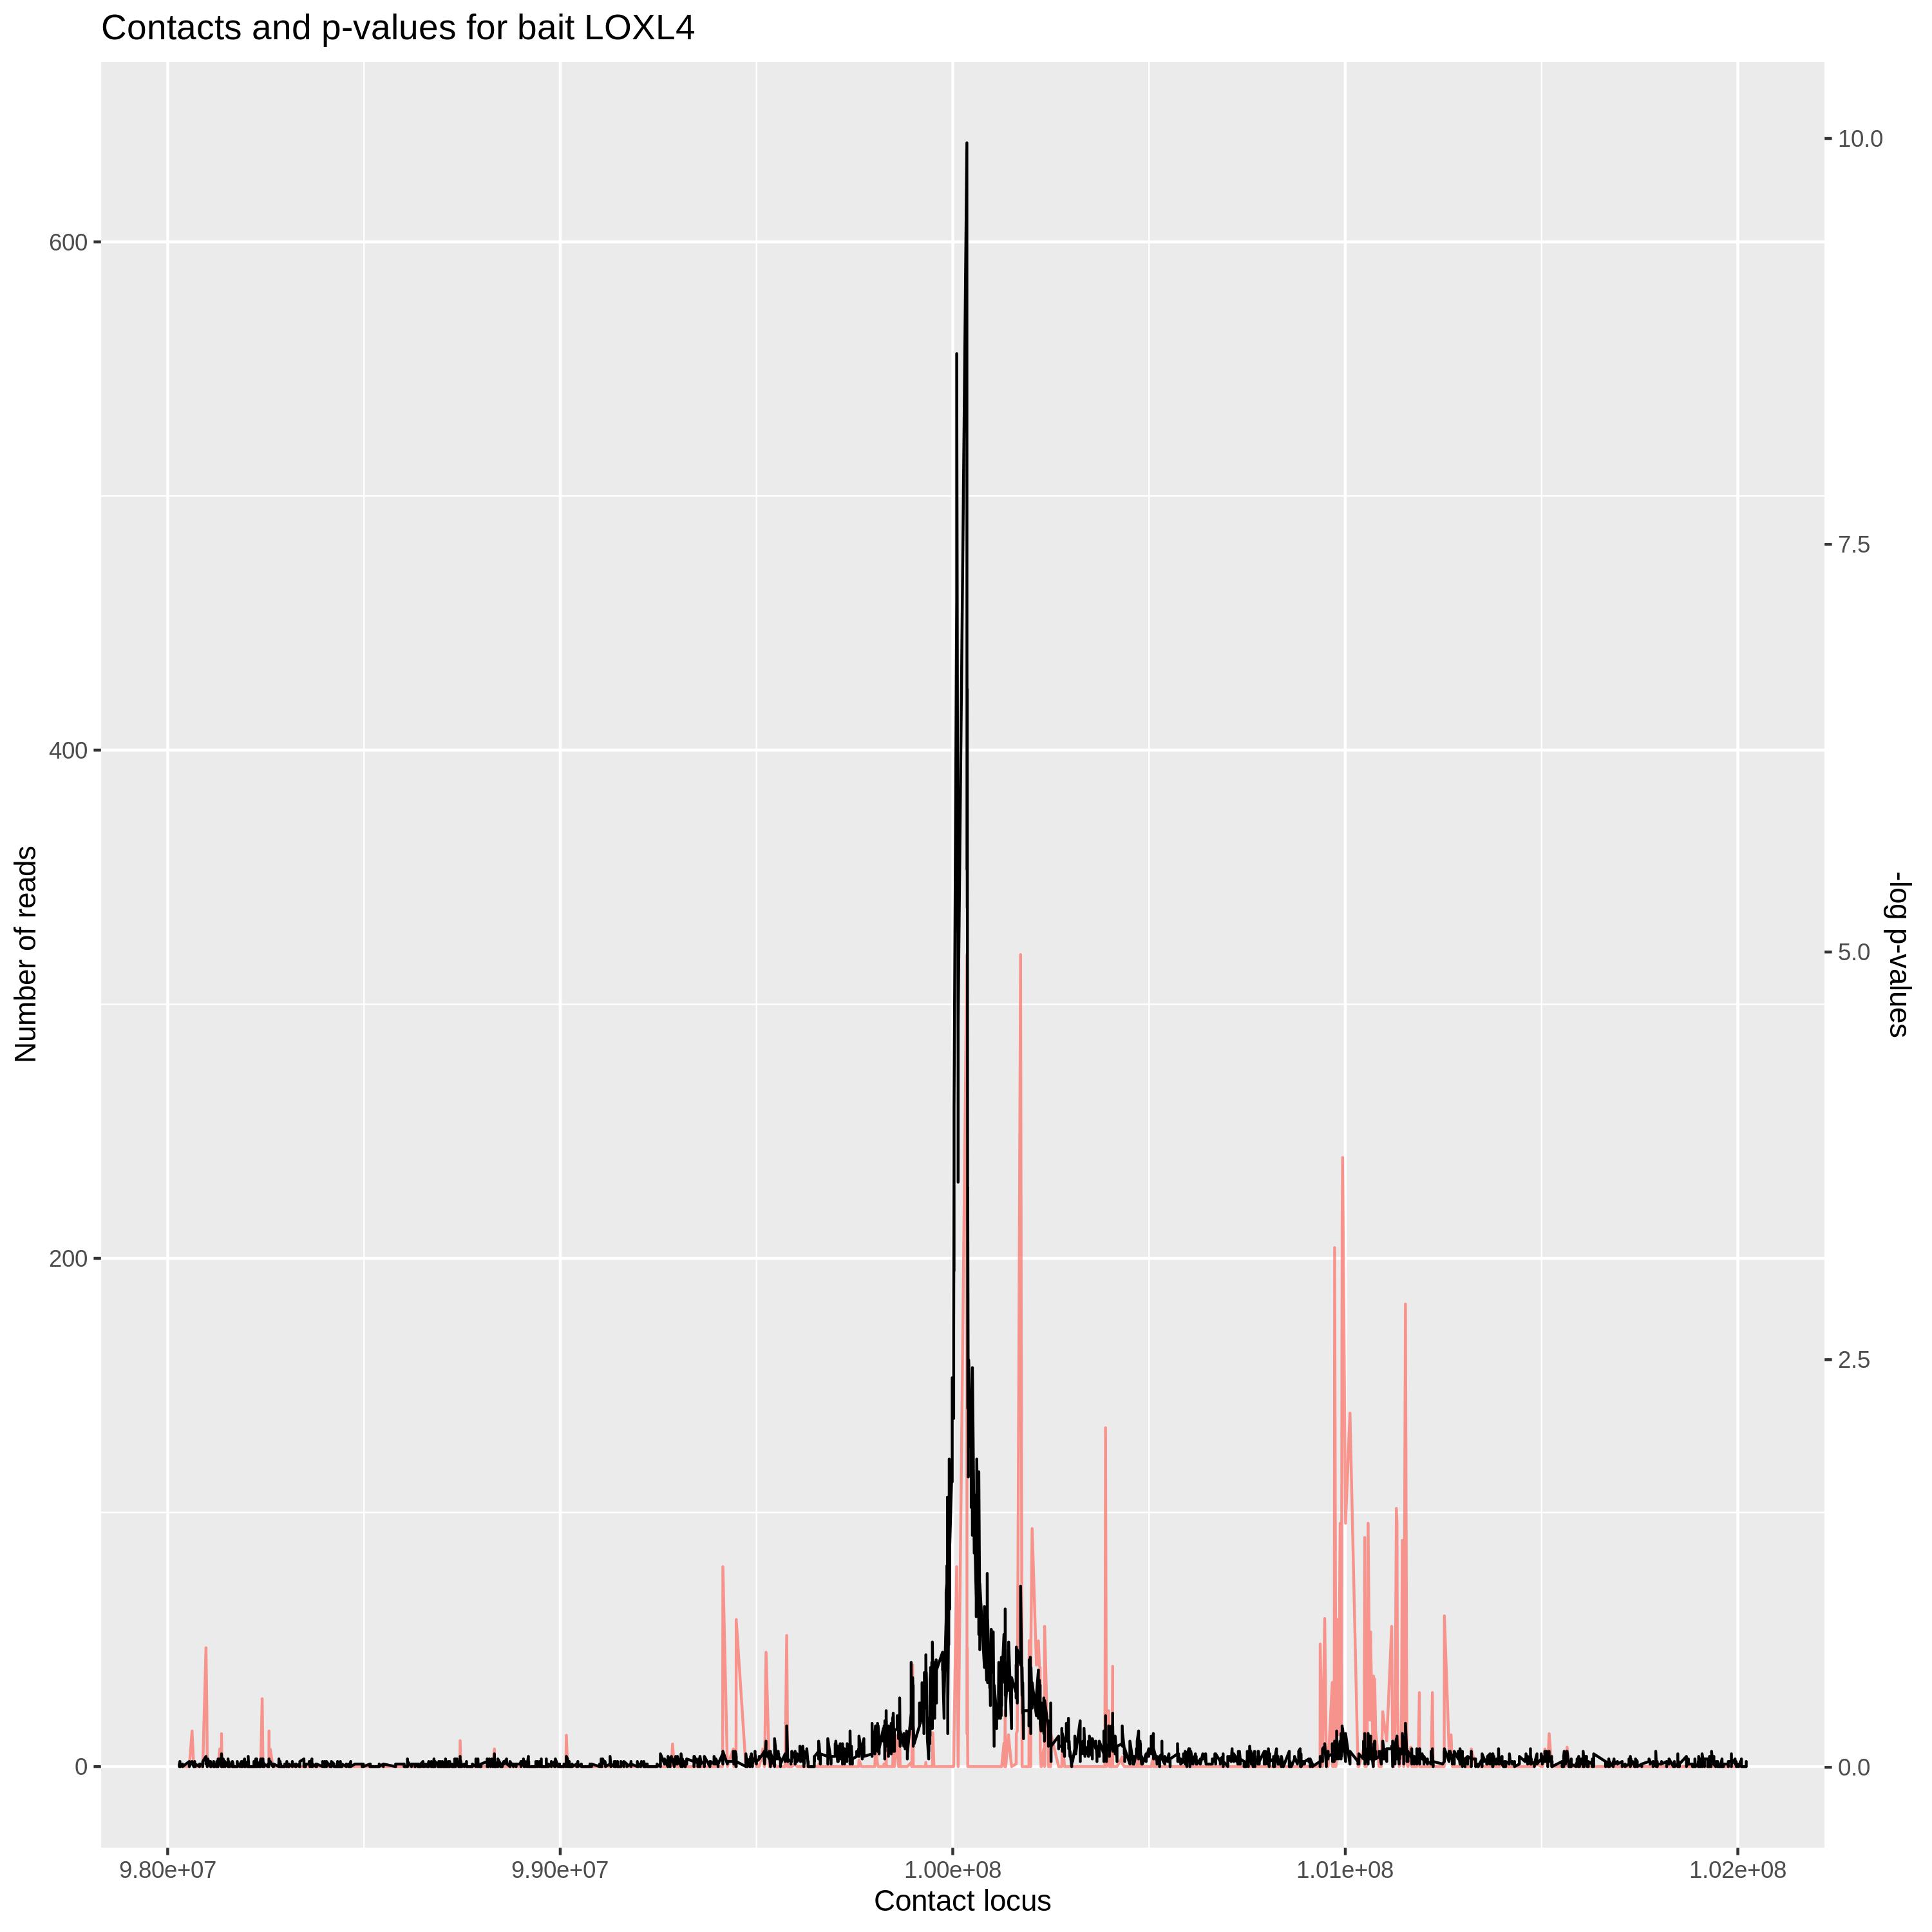 Contacts and p-values for bait LOXL4
Number of reads
600
400
200
0
10.0
7.5
5.0
2.5
0.0
-log p-values
9.80e+07
9.90e+07
1.00e+08
1.01e+08
1.02e+08
Contact locus